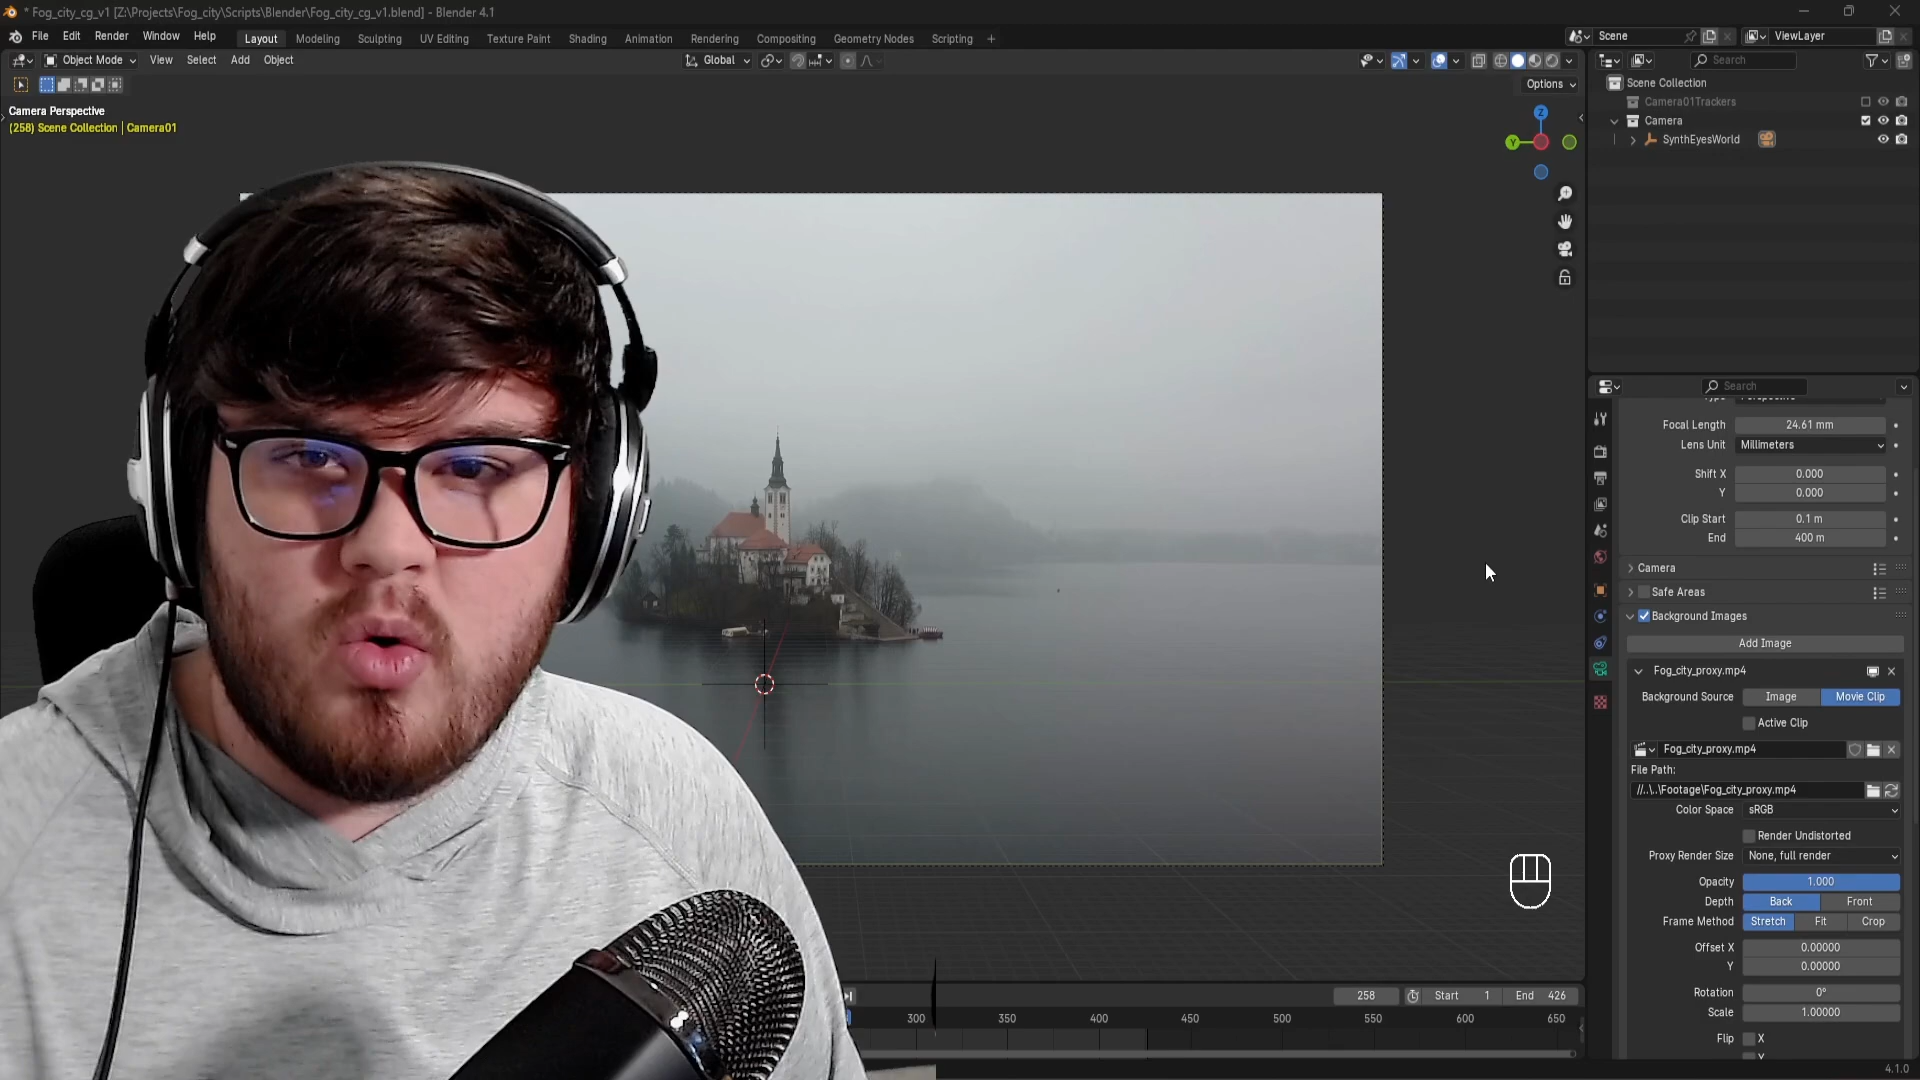 * Fog_city_cg_v1 [Z:\Projects\Fog_city\Scripts\Blender\Fog_city_cg_v1.blend] - Blender 4.1
File Edit Render Window Help Layout Modeling Sculpting UV Editing Texture Paint Shading Animation Rendering Compositing Geometry Nodes Scripting + Scene ViewLayer
Object Mode View Select Add Object Global Search
Options
Camera Perspective
(258) Scene Collection | Camera01
Z
Y
Scene Collection
Camera01Trackers
Camera
SynthEyesWorld
Search
Focal Length 24.61 mm
Lens Unit Millimeters
Shift X 0.000
Y 0.000
Clip Start 0.1 m
End 400 m
Camera
Safe Areas
Background Images
Add Image
Fog_city_proxy.mp4
Background Source Image Movie Clip
Active Clip
Fog_city_proxy.mp4
File Path:
//..\..\Footage\Fog_city_proxy.mp4
Color Space sRGB
Render Undistorted
Proxy Render Size None, full render
Opacity 1.000
Depth Back Front
Frame Method Stretch Fit Crop
Offset X 0.00000
Y 0.00000
Rotation 0°
Scale 1.00000
Flip X
258 Start 1 End 426
300 350 400 450 500 550 600 650
4.1.0